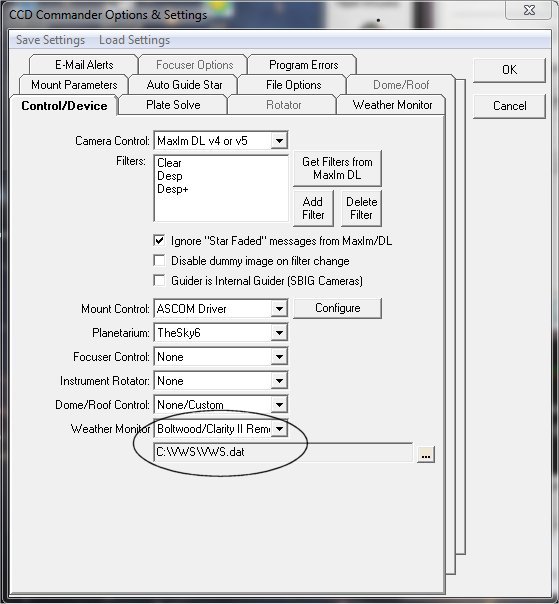 CCD Commander Options & Settings
Save Settings Load Settings
E-Mail Alerts Focuser Options Program Errors
Mount Parameters Auto Guide Star File Options Dome/Roof
Control/Device Plate Solve Rotator Weather Monitor
OK
Cancel
Camera Control: MaxIm DL v4 or v5
Filters:
Clear
Desp
Desp+
Get Filters from
MaxIm DL
Add
Filter
Delete
Filter
Ignore "Star Faded" messages from MaxIm/DL
Disable dummy image on filter change
Guider is Internal Guider (SBIG Cameras)
Mount Control: ASCOM Driver Configure
Planetarium: TheSky6
Focuser Control: None
Instrument Rotator: None
Dome/Roof Control: None/Custom
Weather Monitor Boltwood/Clarity II Rem
C:\VWS\VWS.dat ...